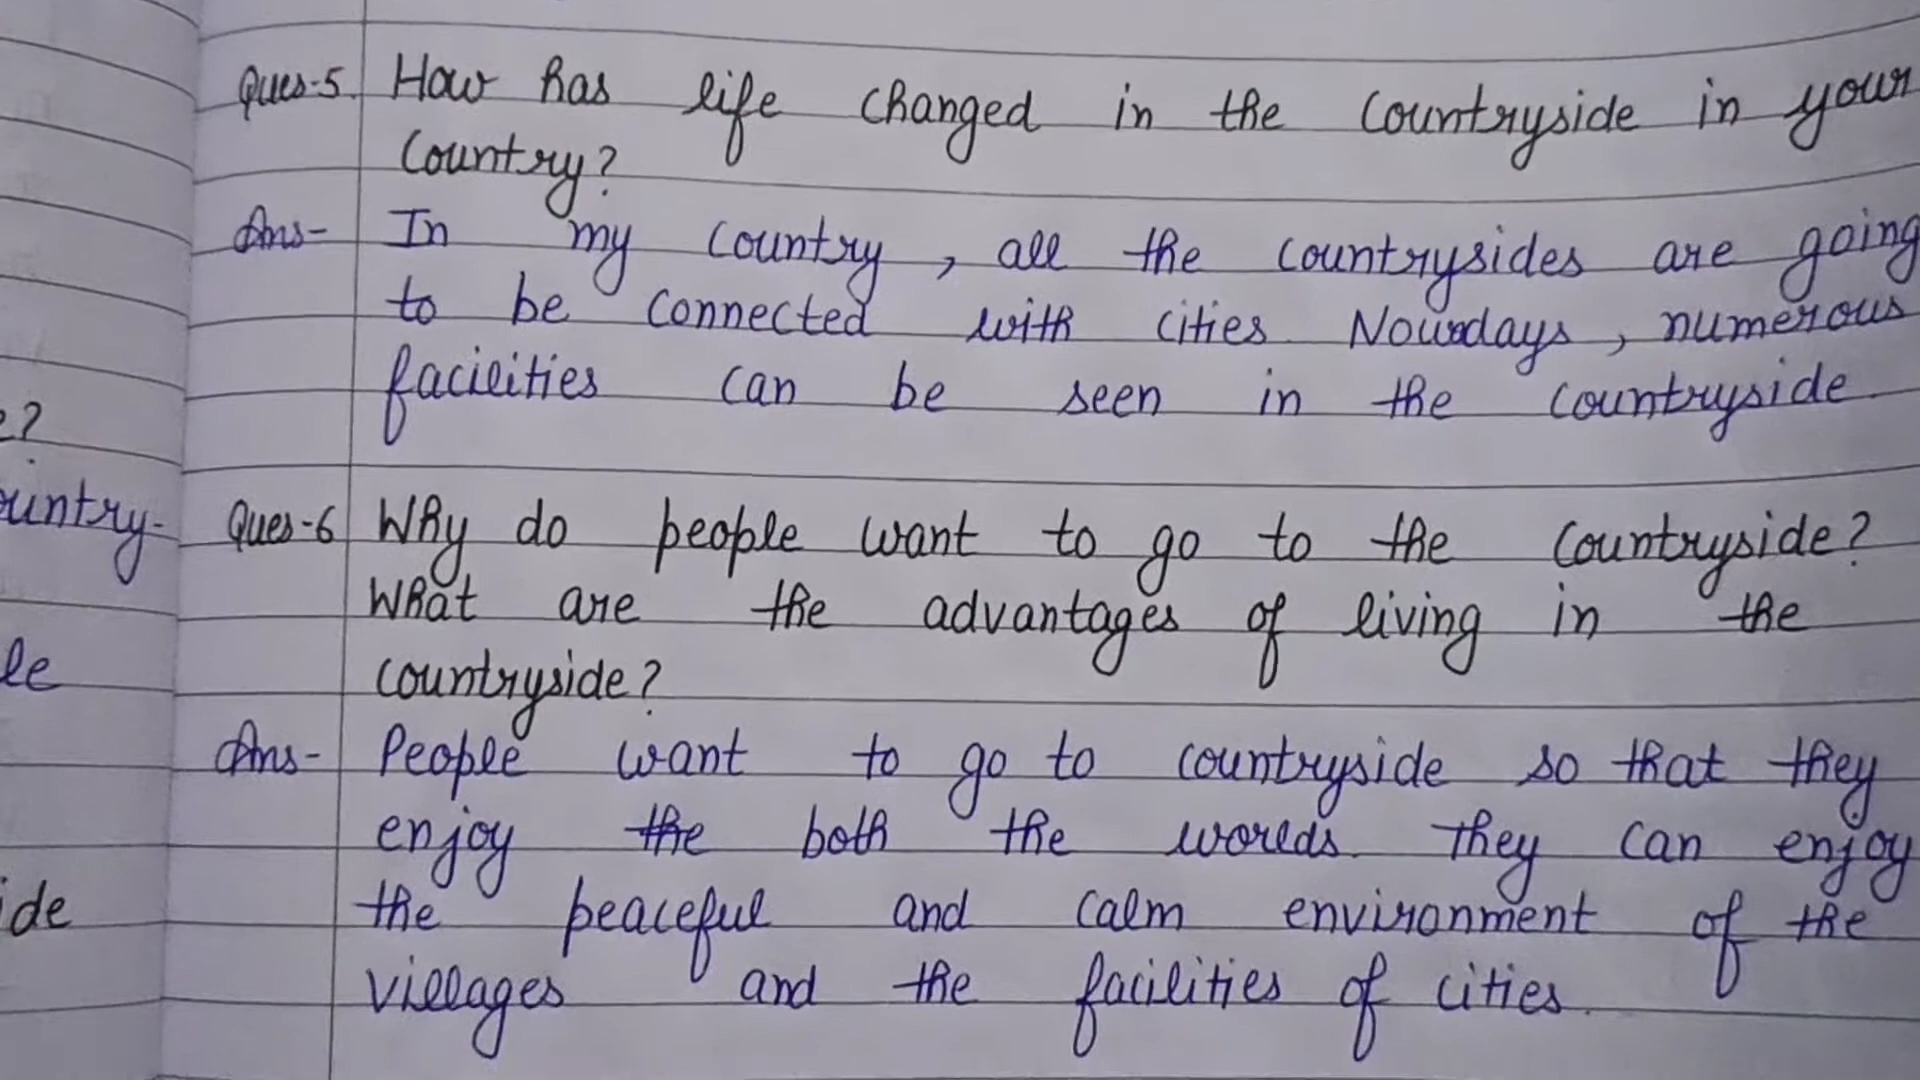 Ques-5. How has life changed in the countryside in your
country?
Ans- In my country, all the countrysides are going
to be connected with cities. Nowdays, numerous
facilities can be seen in the countryside.
e?
untry-
Ques-6 Why do people want to go to the countryside?
What are the advantages of living in the
le
countryside?
Ans- People want to go to countryside so that they
enjoy the both the worlds. They can enjoy
ide
the peaceful and calm environment of the
villages and the facilities of cities.